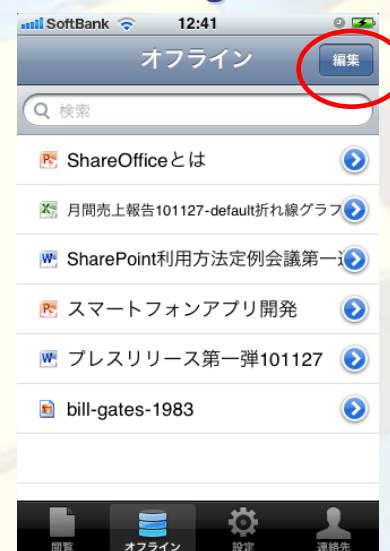 SoftBank 12:41
オフライン 編集
検索
ShareOfficeとは
月間売上報告101127-default折れ線グラフ
SharePoint利用方法定例会議第一
スマートフォンアプリ開発
プレスリリース第一弾101127
bill-gates-1983
閲覧 オフライン 設定 連絡先